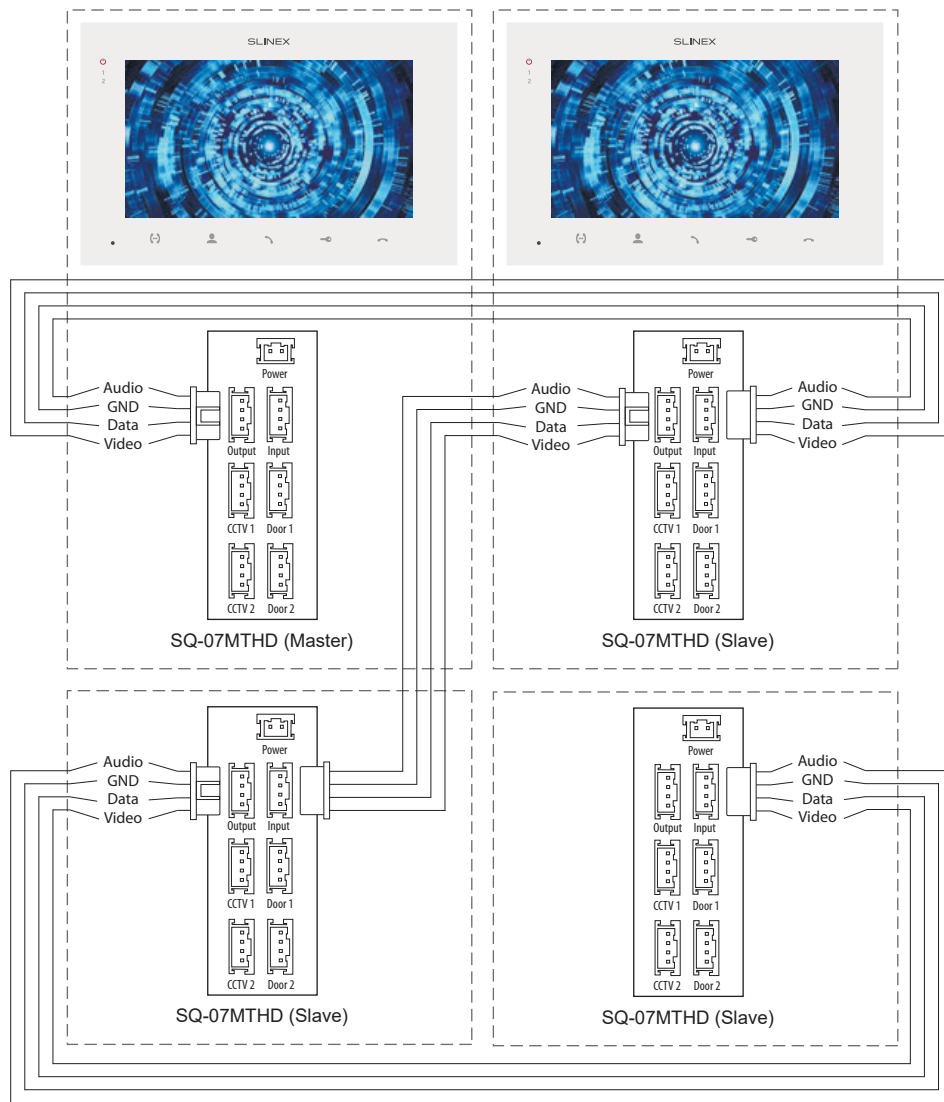 SLINEX
1
2
SLINEX
1
2
Power
Audio
GND
Data
Video
Output Input
CCTV 1 Door 1
CCTV 2 Door 2
SQ-07MTHD (Master)
Audio
GND
Data
Video
Power
Output Input
CCTV 1 Door 1
CCTV 2 Door 2
Audio
GND
Data
Video
SQ-07MTHD (Slave)
Audio
GND
Data
Video
Power
Output Input
CCTV 1 Door 1
CCTV 2 Door 2
SQ-07MTHD (Slave)
Power
Output Input
CCTV 1 Door 1
CCTV 2 Door 2
Audio
GND
Data
Video
SQ-07MTHD (Slave)